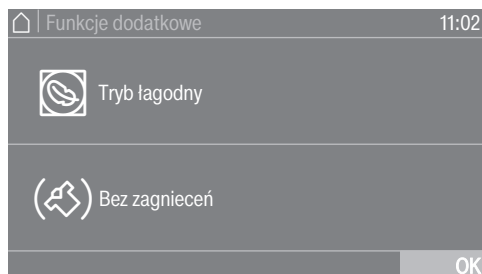 Funkcje dodatkowe 11:02
Tryb łagodny
Bez zagnieceń
OK